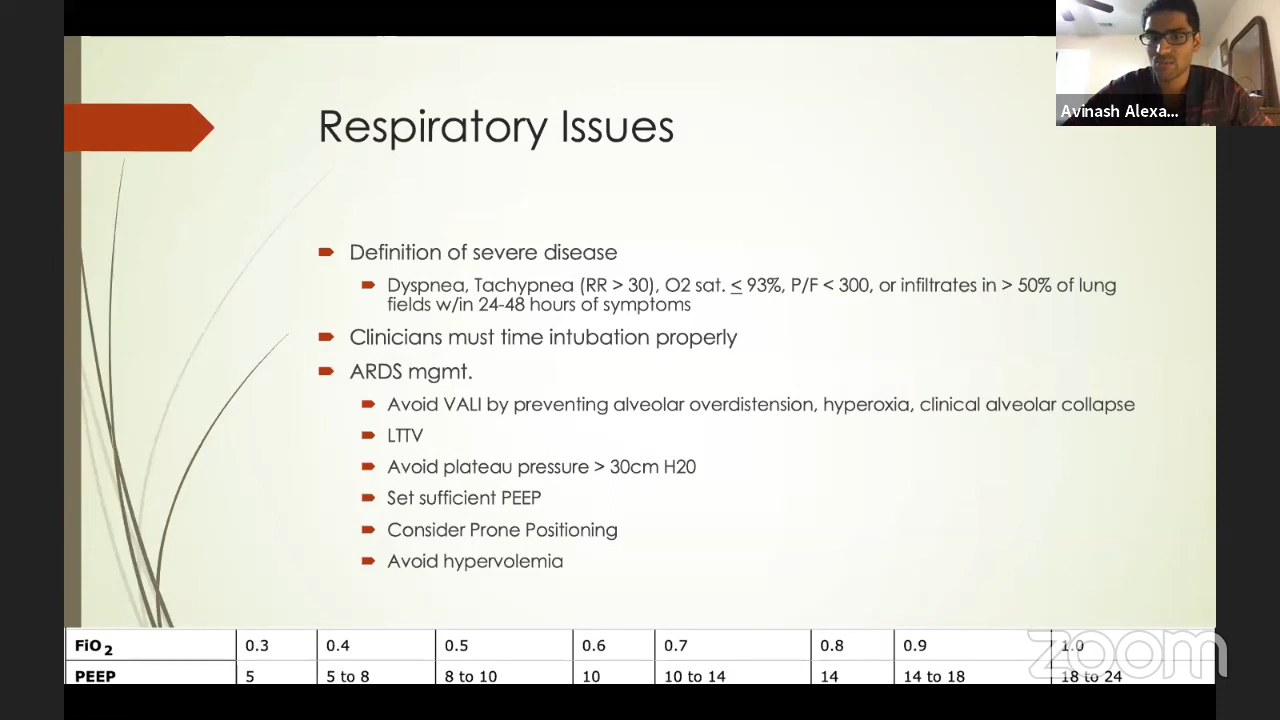 Avinash Alexa...
Respiratory Issues
Definition of severe disease
Dyspnea, Tachypnea (RR > 30), O2 sat. ≤ 93%, P/F < 300, or infiltrates in > 50% of lung
fields w/in 24-48 hours of symptoms
Clinicians must time intubation properly
ARDS mgmt.
Avoid VALI by preventing alveolar overdistension, hyperoxia, clinical alveolar collapse
LTTV
Avoid plateau pressure > 30cm H20
Set sufficient PEEP
Consider Prone Positioning
Avoid hypervolemia
FiO2 0.3 0.4 0.5 0.6 0.7 0.8 0.9 1.0
PEEP 5 5 to 8 8 to 10 10 10 to 14 14 14 to 18 18 to 24
zoom